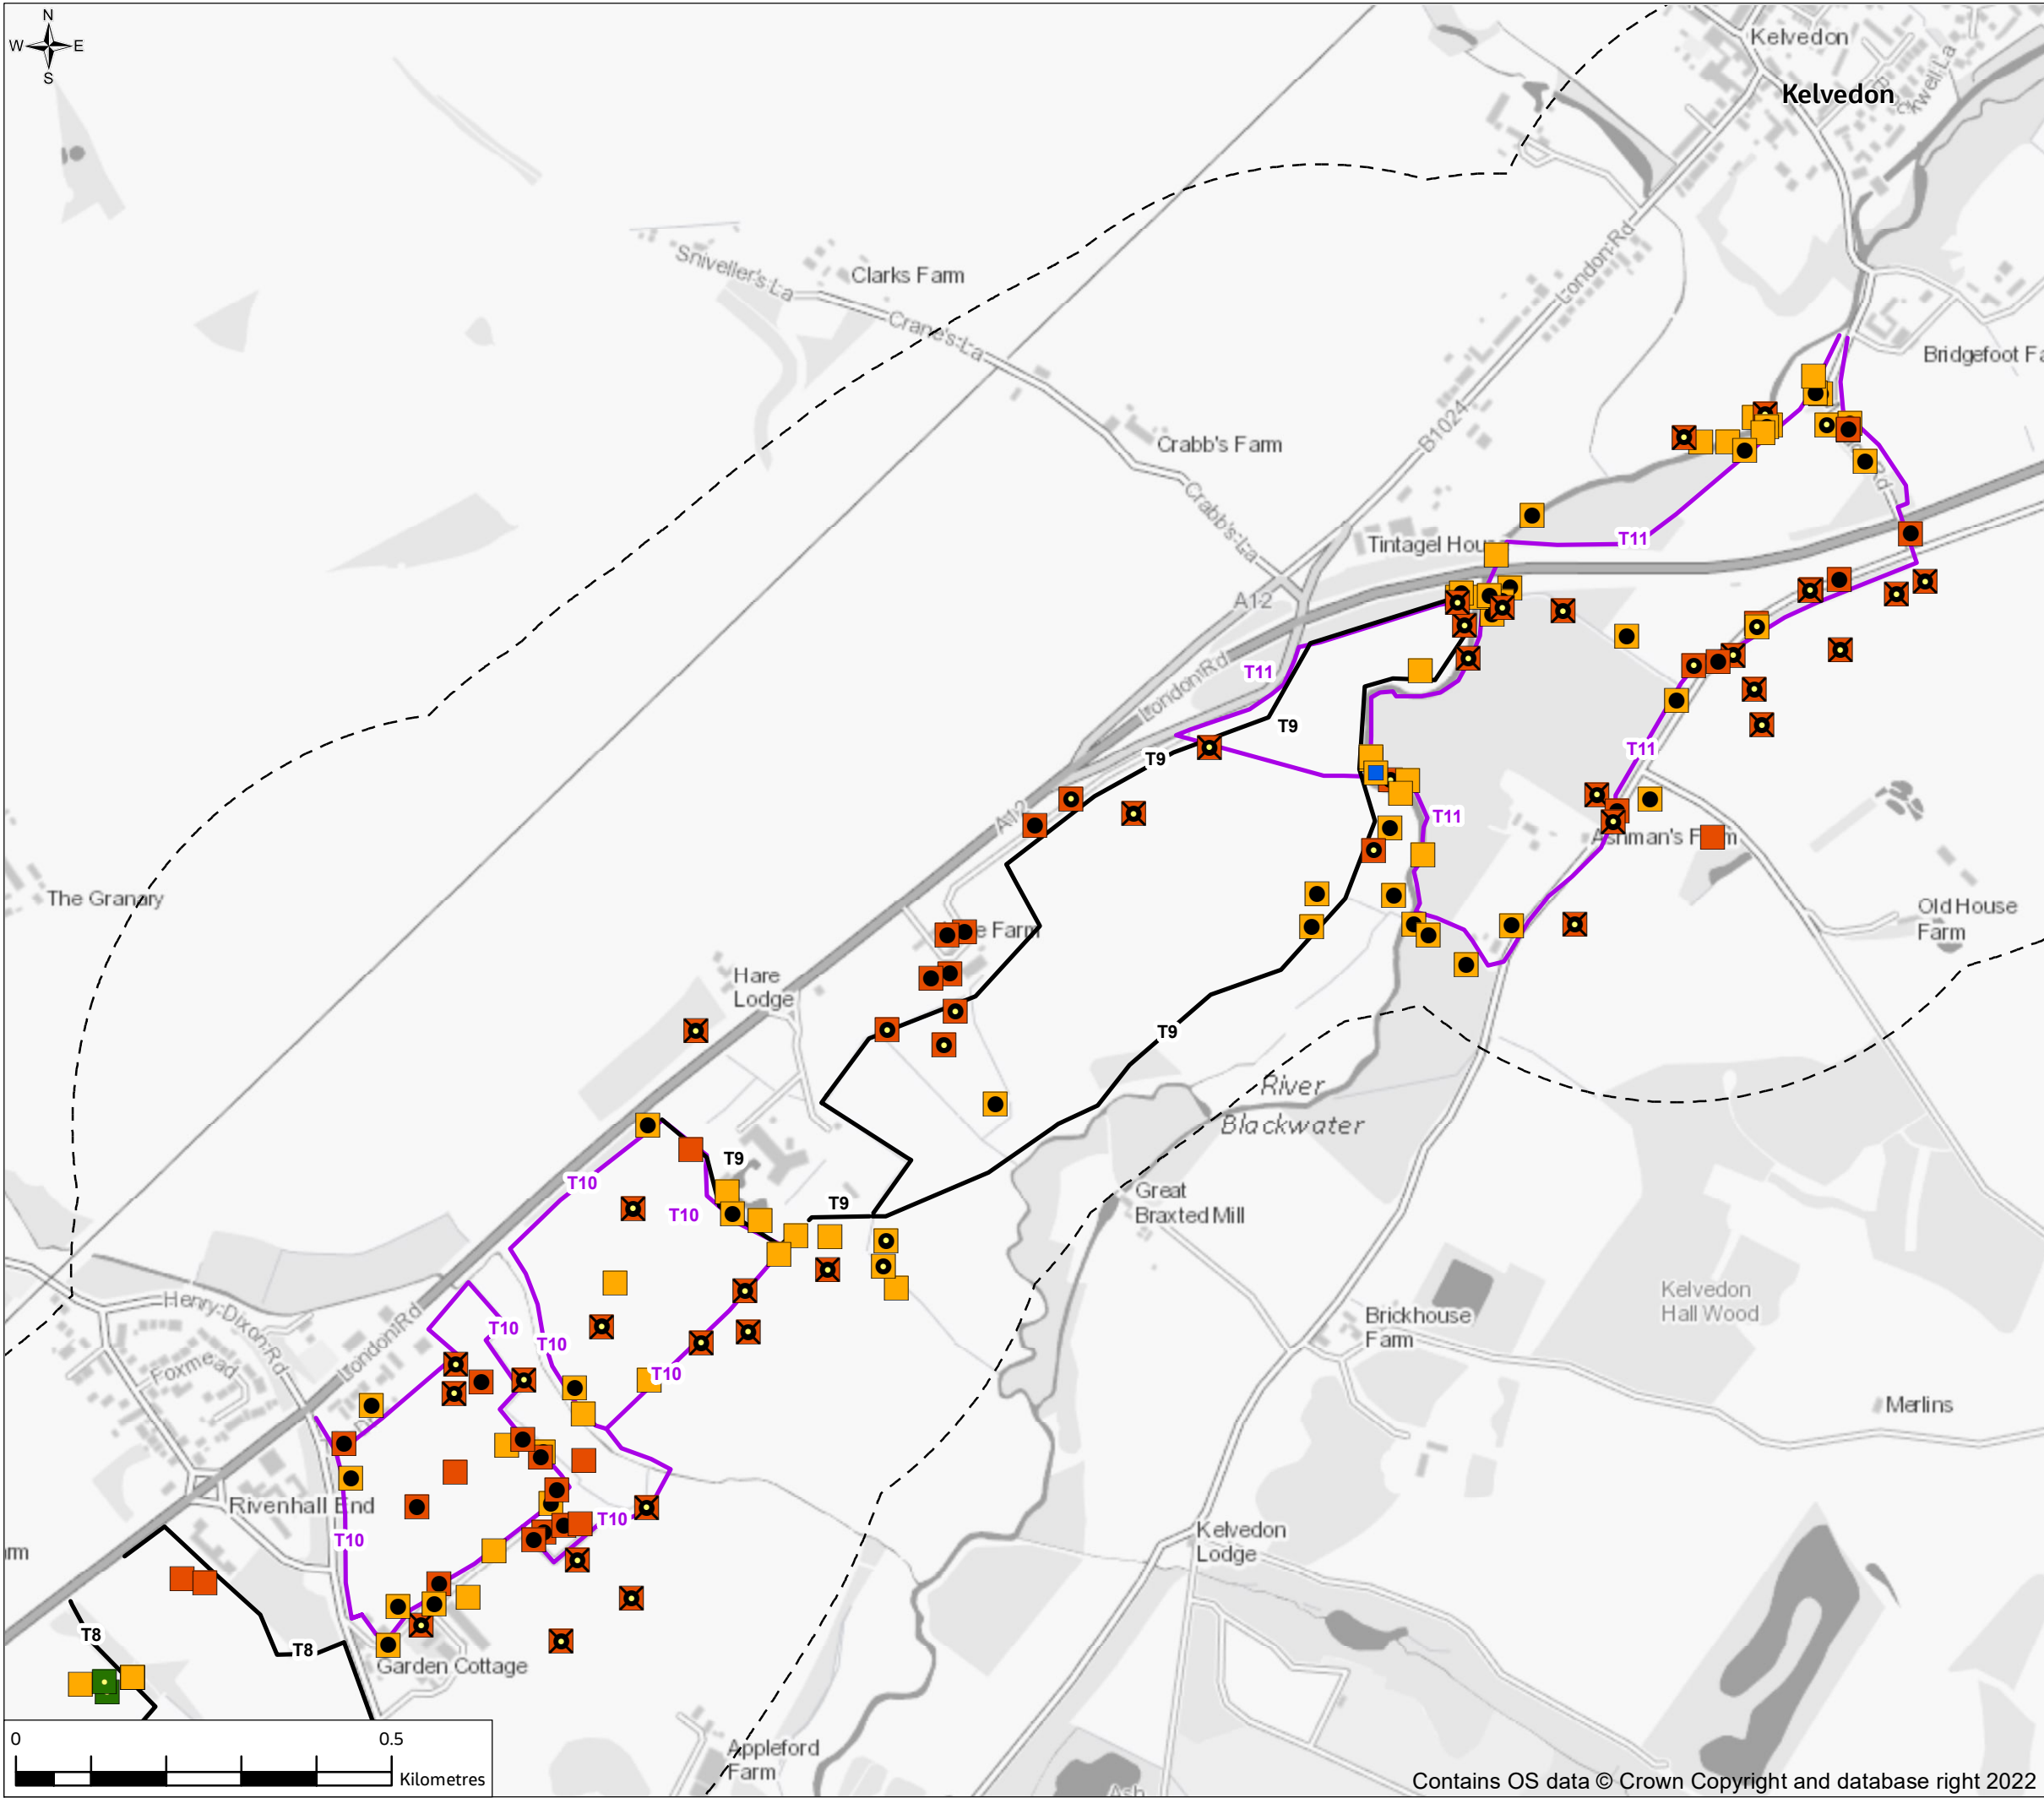 N
W E
S
Kelvedon
Kelvedon
Sniveller's La
Clarks Farm
Crane's La
London Rd
Bridgefoot Fa
B1024
Crabb's Farm
Crabb's La
Tintagel Hou
T11
A12
London Rd
T11
T9
T9
T11
A12
T11
Ashman's F m
The Granary
e Farm
Old House
Farm
Hare
Lodge
T9
River
Blackwater
T9
T10
T10
T9
Great
Braxted Mill
Henry Dixon Rd
London Rd
T10
T10
Foxmead
T10
Kelvedon
Hall Wood
Brickhouse
Farm
Merlins
Rivenhall End
T10
T10
Kelvedon
Lodge
rm
T8
T8
Garden Cottage
0 0.5
Kilometres
Appleford
Farm
Ash
Contains OS data © Crown Copyright and database right 2022